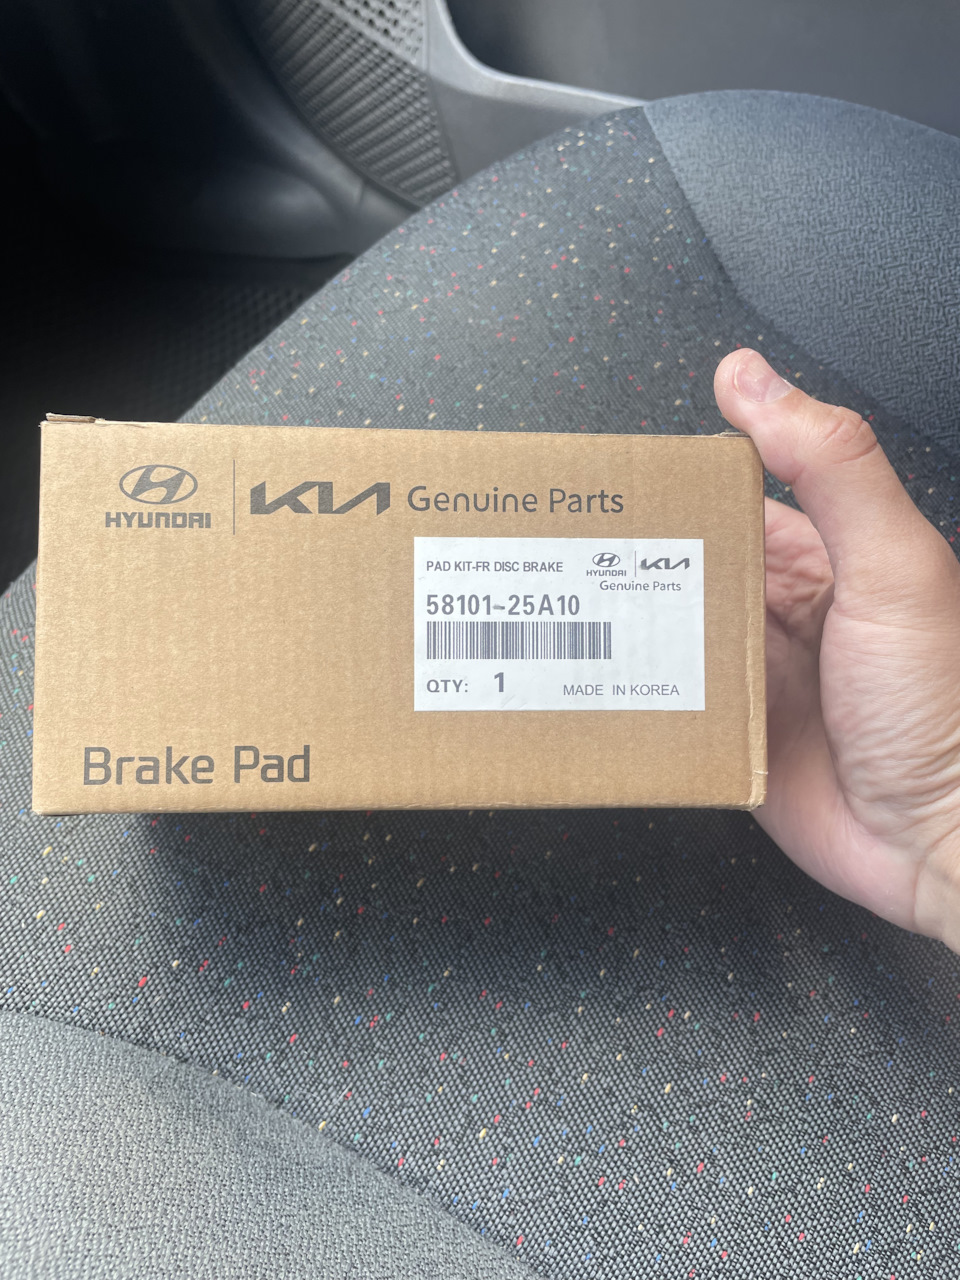 HYUNDAI KIA Genuine Parts
PAD KIT-FR DISC BRAKE HYUNDAI KIA
Genuine Parts
58101-25A10
QTY: 1 MADE IN KOREA
Brake Pad